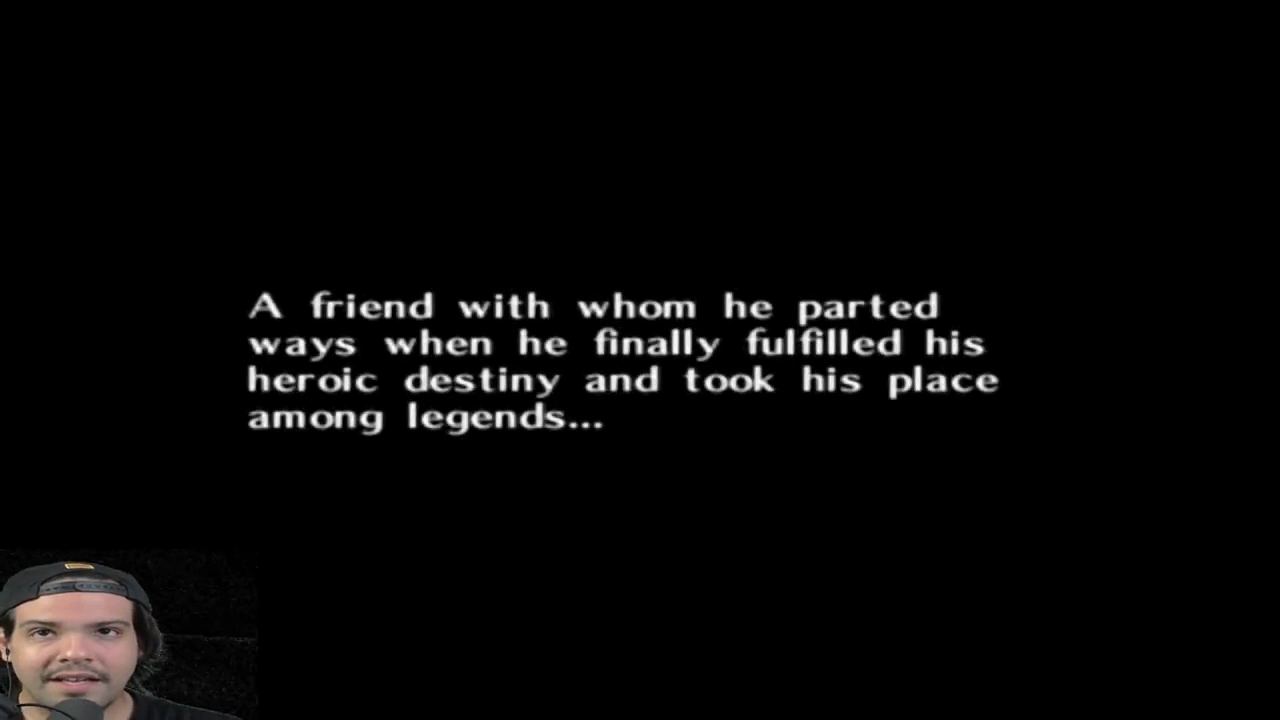 A friend with whom he parted
ways when he finally fulfilled his
heroic destiny and took his place
among legends...